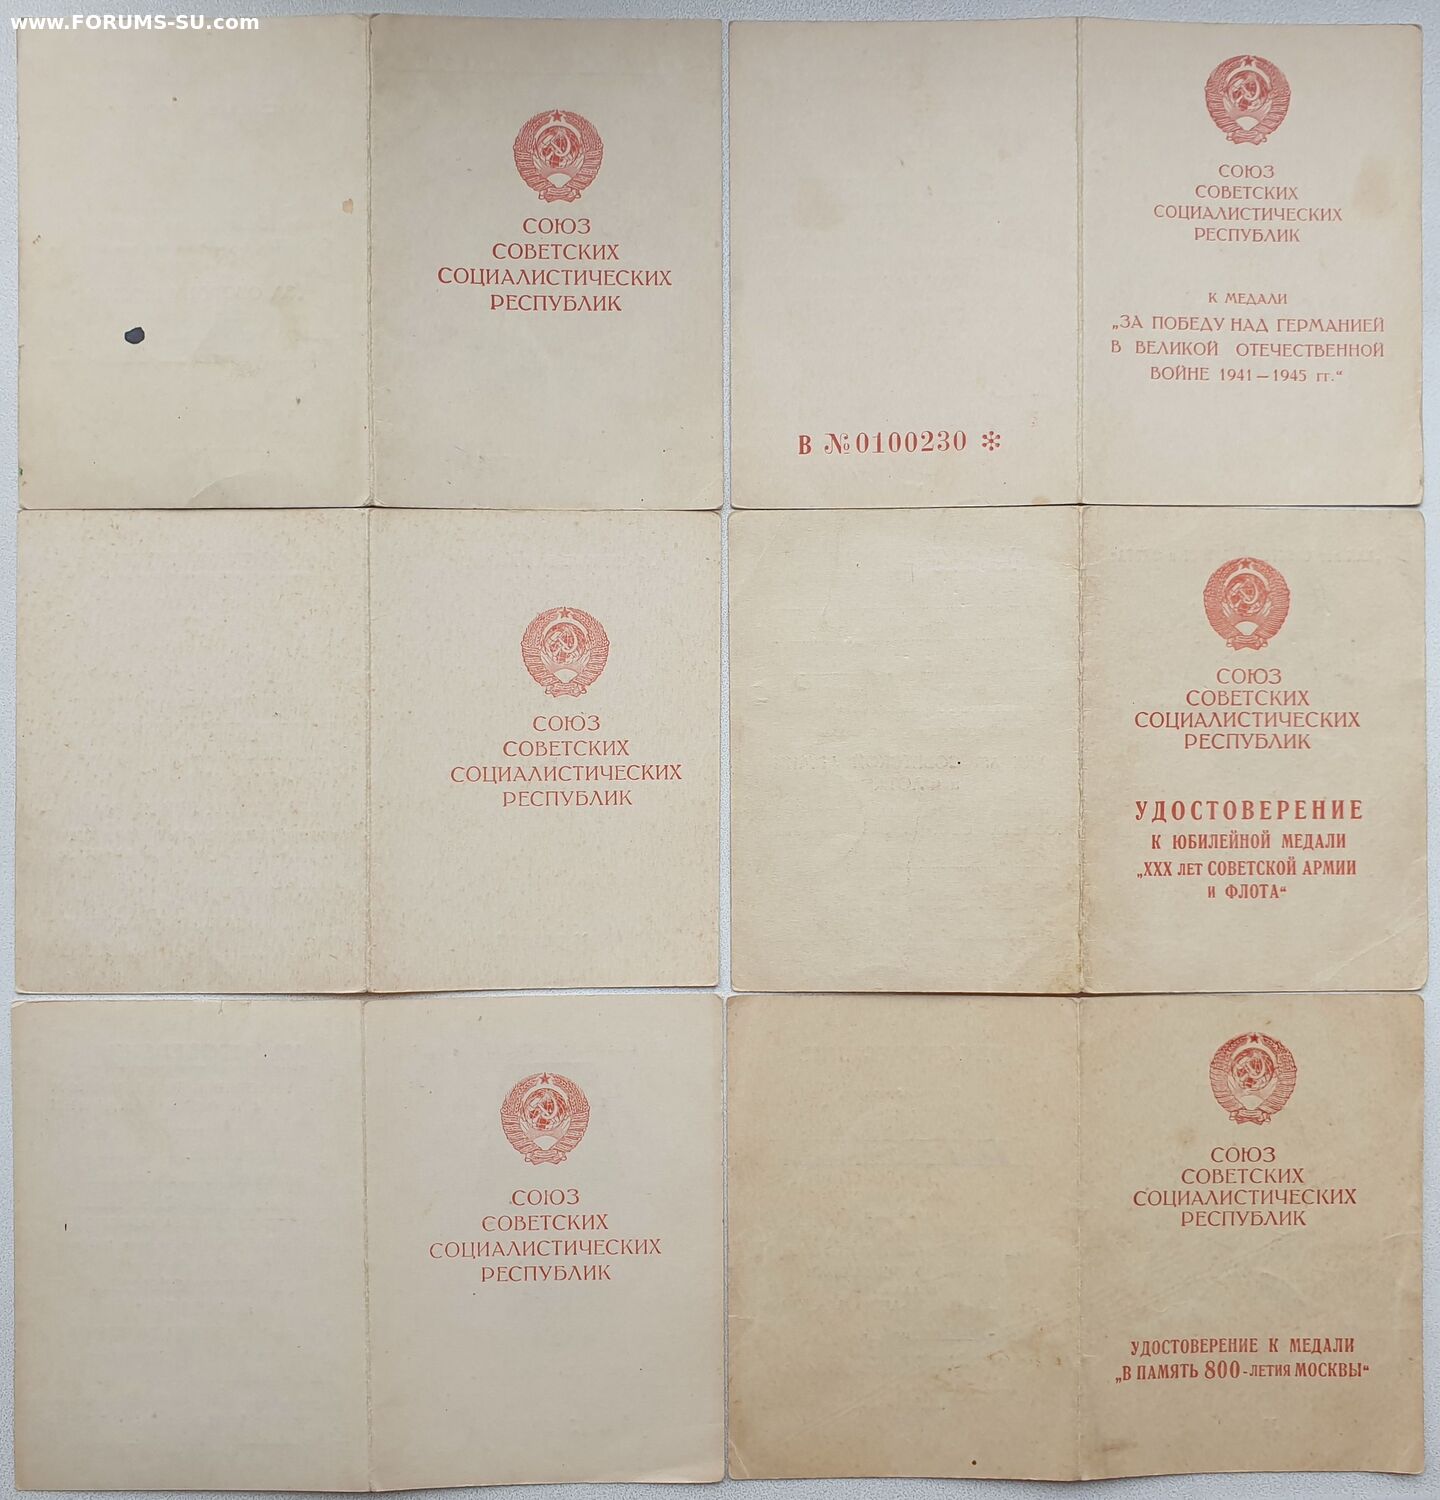 www.FORUMS-SU.com
СОЮЗ
СОВЕТСКИХ
СОЦИАЛИСТИЧЕСКИХ
РЕСПУБЛИК
СОЮЗ
СОВЕТСКИХ
СОЦИАЛИСТИЧЕСКИХ
РЕСПУБЛИК
К МЕДАЛИ
„ЗА ПОБЕДУ НАД ГЕРМАНИЕЙ
В ВЕЛИКОЙ ОТЕЧЕСТВЕННОЙ
ВОЙНЕ 1941—1945 гг.“
В №0100230 *
СОЮЗ
СОВЕТСКИХ
СОЦИАЛИСТИЧЕСКИХ
РЕСПУБЛИК
СОЮЗ
СОВЕТСКИХ
СОЦИАЛИСТИЧЕСКИХ
РЕСПУБЛИК
УДОСТОВЕРЕНИЕ
К ЮБИЛЕЙНОЙ МЕДАЛИ
„XXX лет СОВЕТСКОЙ АРМИИ
и ФЛОТА“
СОЮЗ
СОВЕТСКИХ
СОЦИАЛИСТИЧЕСКИХ
РЕСПУБЛИК
СОЮЗ
СОВЕТСКИХ
СОЦИАЛИСТИЧЕСКИХ
РЕСПУБЛИК
УДОСТОВЕРЕНИЕ К МЕДАЛИ
„В ПАМЯТЬ 800-ЛЕТИЯ МОСКВЫ“